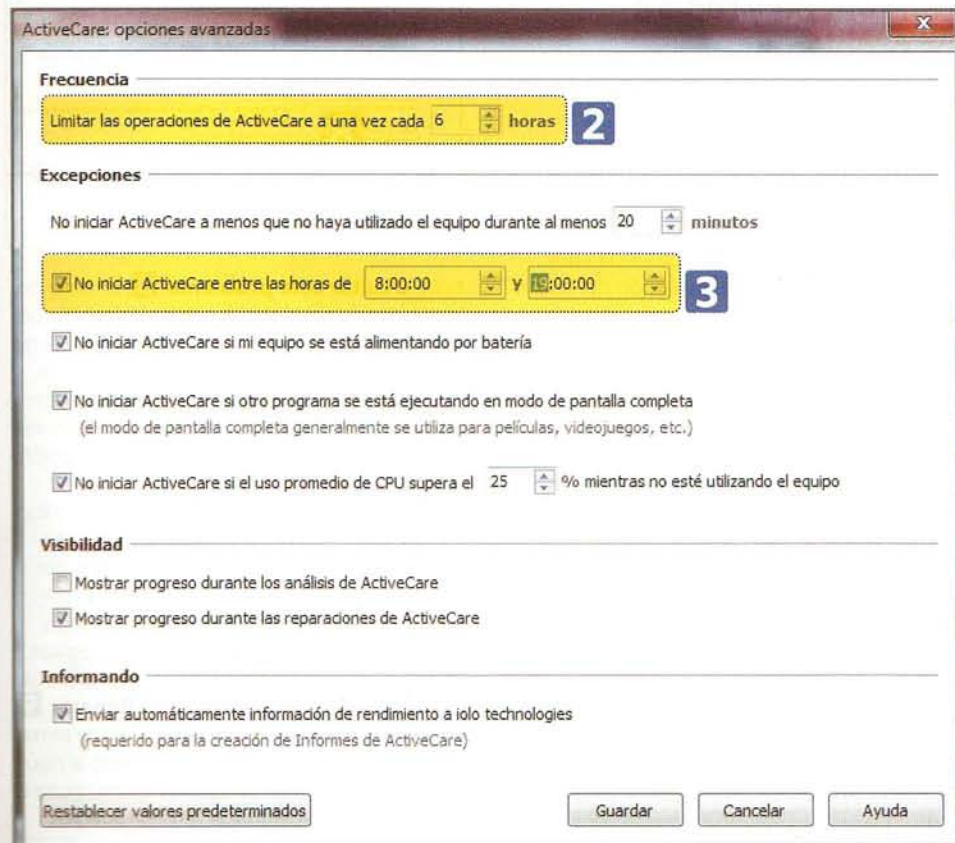 ActiveCare: opciones avanzadas
Frecuencia
Limitar las operaciones de ActiveCare a una vez cada 6 horas
2
Excepciones
No iniciar ActiveCare a menos que no haya utilizado el equipo durante al menos 20 minutos
No iniciar ActiveCare entre las horas de 8:00:00 y 19:00:00
3
No iniciar ActiveCare si mi equipo se está alimentando por batería
No iniciar ActiveCare si otro programa se está ejecutando en modo de pantalla completa
(el modo de pantalla completa generalmente se utiliza para películas, videojuegos, etc.)
No iniciar ActiveCare si el uso promedio de CPU supera el 25 % mientras no esté utilizando el equipo
Visibilidad
Mostrar progreso durante los análisis de ActiveCare
Mostrar progreso durante las reparaciones de ActiveCare
Informando
Enviar automáticamente información de rendimiento a iolo technologies
(requerido para la creación de Informes de ActiveCare)
Restablecer valores predeterminados Guardar Cancelar Ayuda